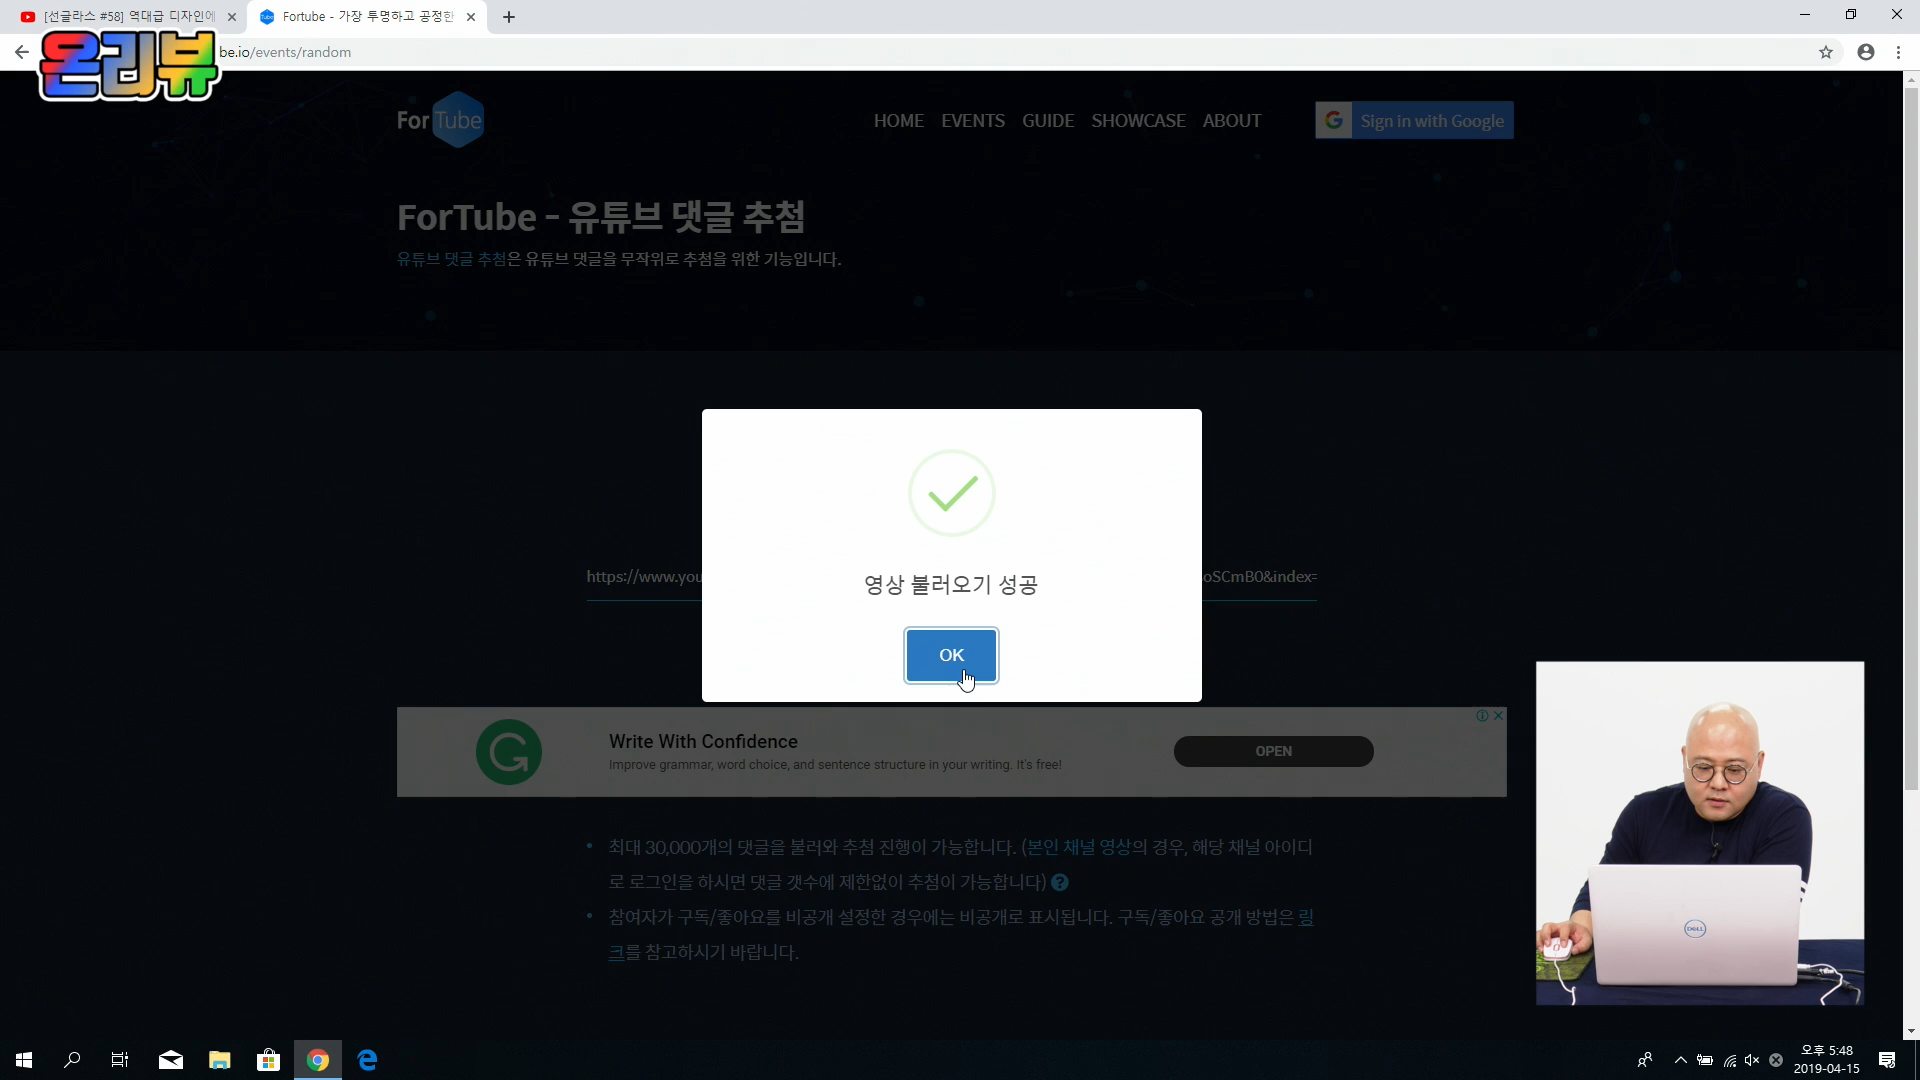 [선글라스 #58] 역대급 디자인에
Fortube - 가장 투명하고 공정한
온리뷰
be.io/events/random
ForTube
HOME EVENTS GUIDE SHOWCASE ABOUT
G Sign in with Google
ForTube - 유튜브 댓글 추첨
유튜브 댓글 추첨은 유튜브 댓글을 무작위로 추첨을 위한 기능입니다.
https://www.you
oSCmB0&index=
영상 불러오기 성공
OK
Write With Confidence
Improve grammar, word choice, and sentence structure in your writing. It's free!
OPEN
• 최대 30,000개의 댓글을 불러와 추첨 진행이 가능합니다. (본인 채널 영상의 경우, 해당 채널 아이디
로 로그인을 하시면 댓글 갯수에 제한없이 추첨이 가능합니다)
• 참여자가 구독/좋아요를 비공개 설정한 경우에는 비공개로 표시됩니다. 구독/좋아요 공개 방법은 링
크를 참고하시기 바랍니다.
DELL
오후 5:48
2019-04-15